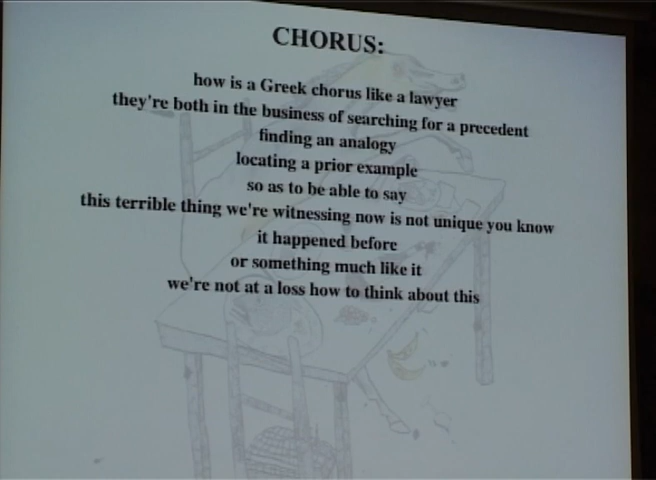 CHORUS:
how is a Greek chorus like a lawyer
they're both in the business of searching for a precedent
finding an analogy
locating a prior example
so as to be able to say
this terrible thing we're witnessing now is not unique you know
it happened before
or something much like it
we're not at a loss how to think about this